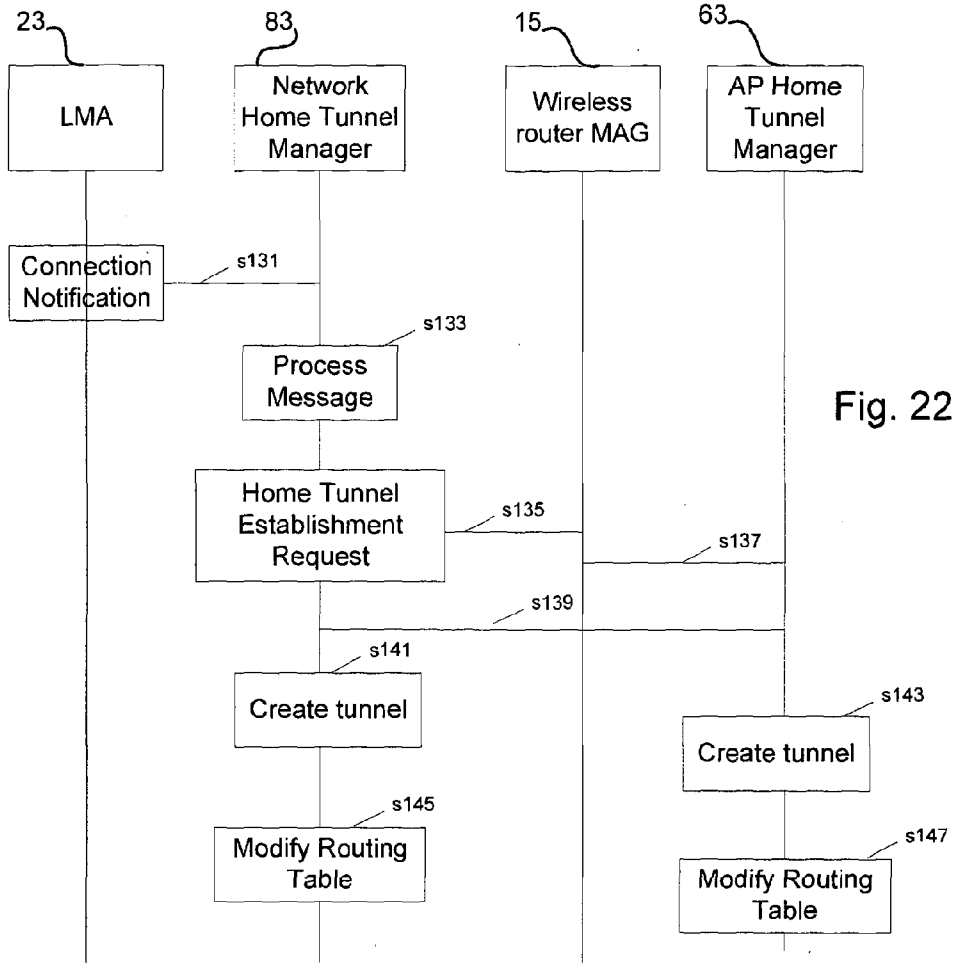 23
83
15
63
LMA
Network
Home Tunnel
Manager
Wireless
router MAG
AP Home
Tunnel
Manager
Connection
Notification
s131
s133
Process
Message
Fig. 22
Home Tunnel
Establishment
Request
s135
s137
s139
s141
Create tunnel
s143
Create tunnel
s145
Modify Routing
Table
s147
Modify Routing
Table